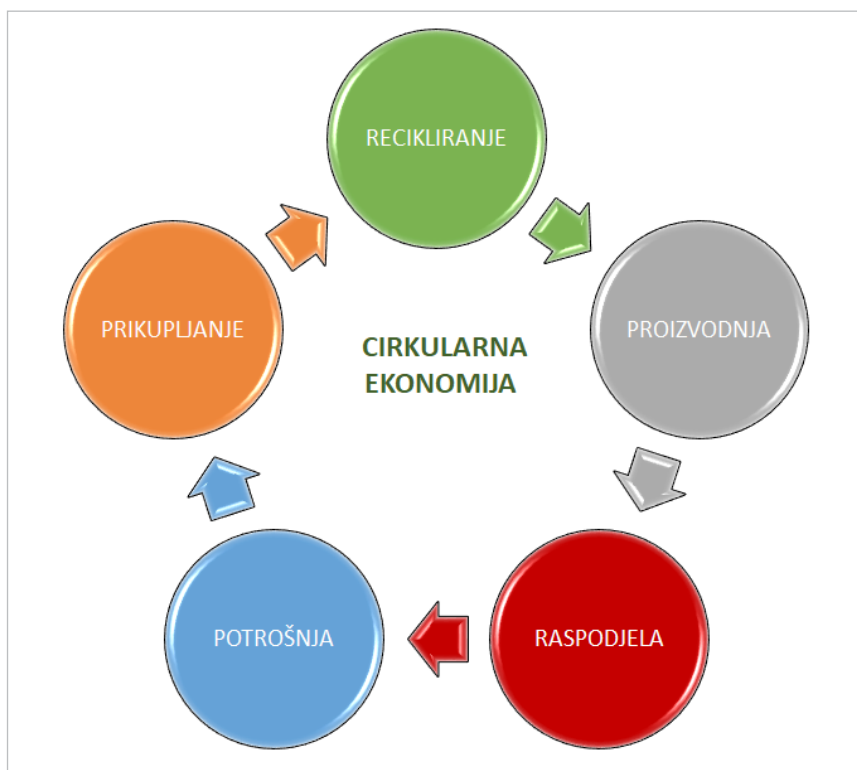 RECIKLIRANJE
PRIKUPLJANJE
PROIZVODNJA
CIRKULARNA
EKONOMIJA
POTROŠNJA
RASPODJELA